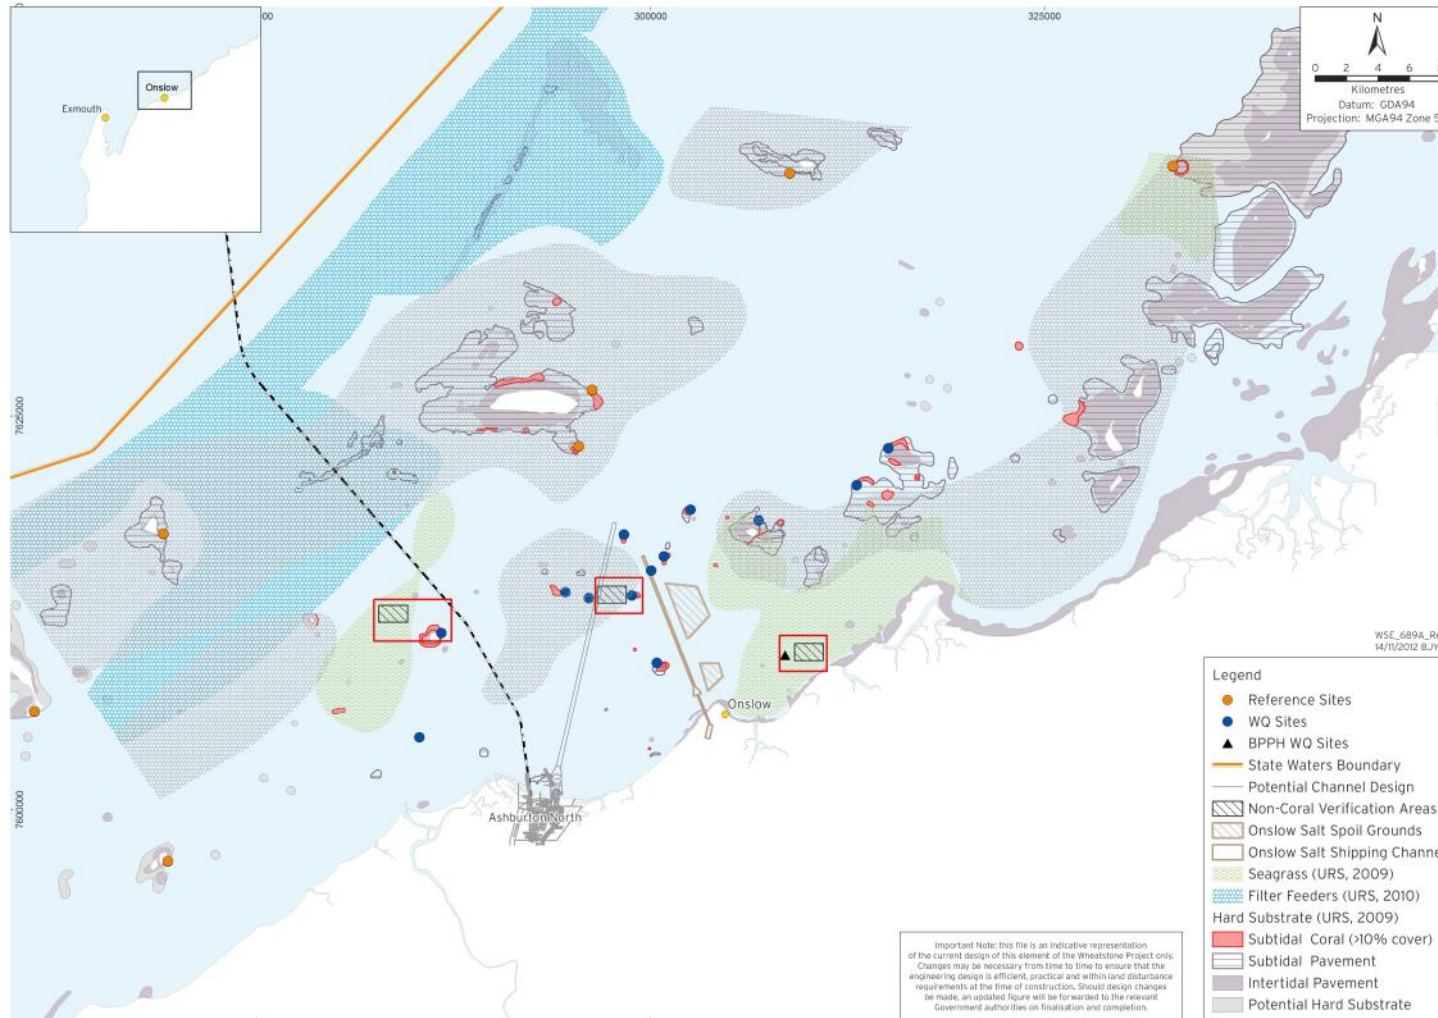 00
300000
325000
N
0 2 4 6
Kilometres
Datum: GDA94
Projection: MGA94 Zone 5
Onslow
Exmouth
7625000
7600000
Onslow
Ashburton North
WSE_689A_Re
14/11/2012 BJY
Legend
Reference Sites
WQ Sites
BPPH WQ Sites
State Waters Boundary
Potential Channel Design
Non-Coral Verification Areas
Onslow Salt Spoil Grounds
Onslow Salt Shipping Channe
Seagrass (URS, 2009)
Filter Feeders (URS, 2010)
Hard Substrate (URS, 2009)
Subtidal Coral (>10% cover)
Subtidal Pavement
Intertidal Pavement
Potential Hard Substrate
Important Note: this file is an indicative representation
of the current design of this element of the Wheatstone Project only.
Changes may be necessary from time to time to ensure that the
engineering design is efficient, practical and within land disturbance
requirements at the time of construction. Should design changes
be made, an updated figure will be forwarded to the relevant
Government authorities on finalisation and completion.